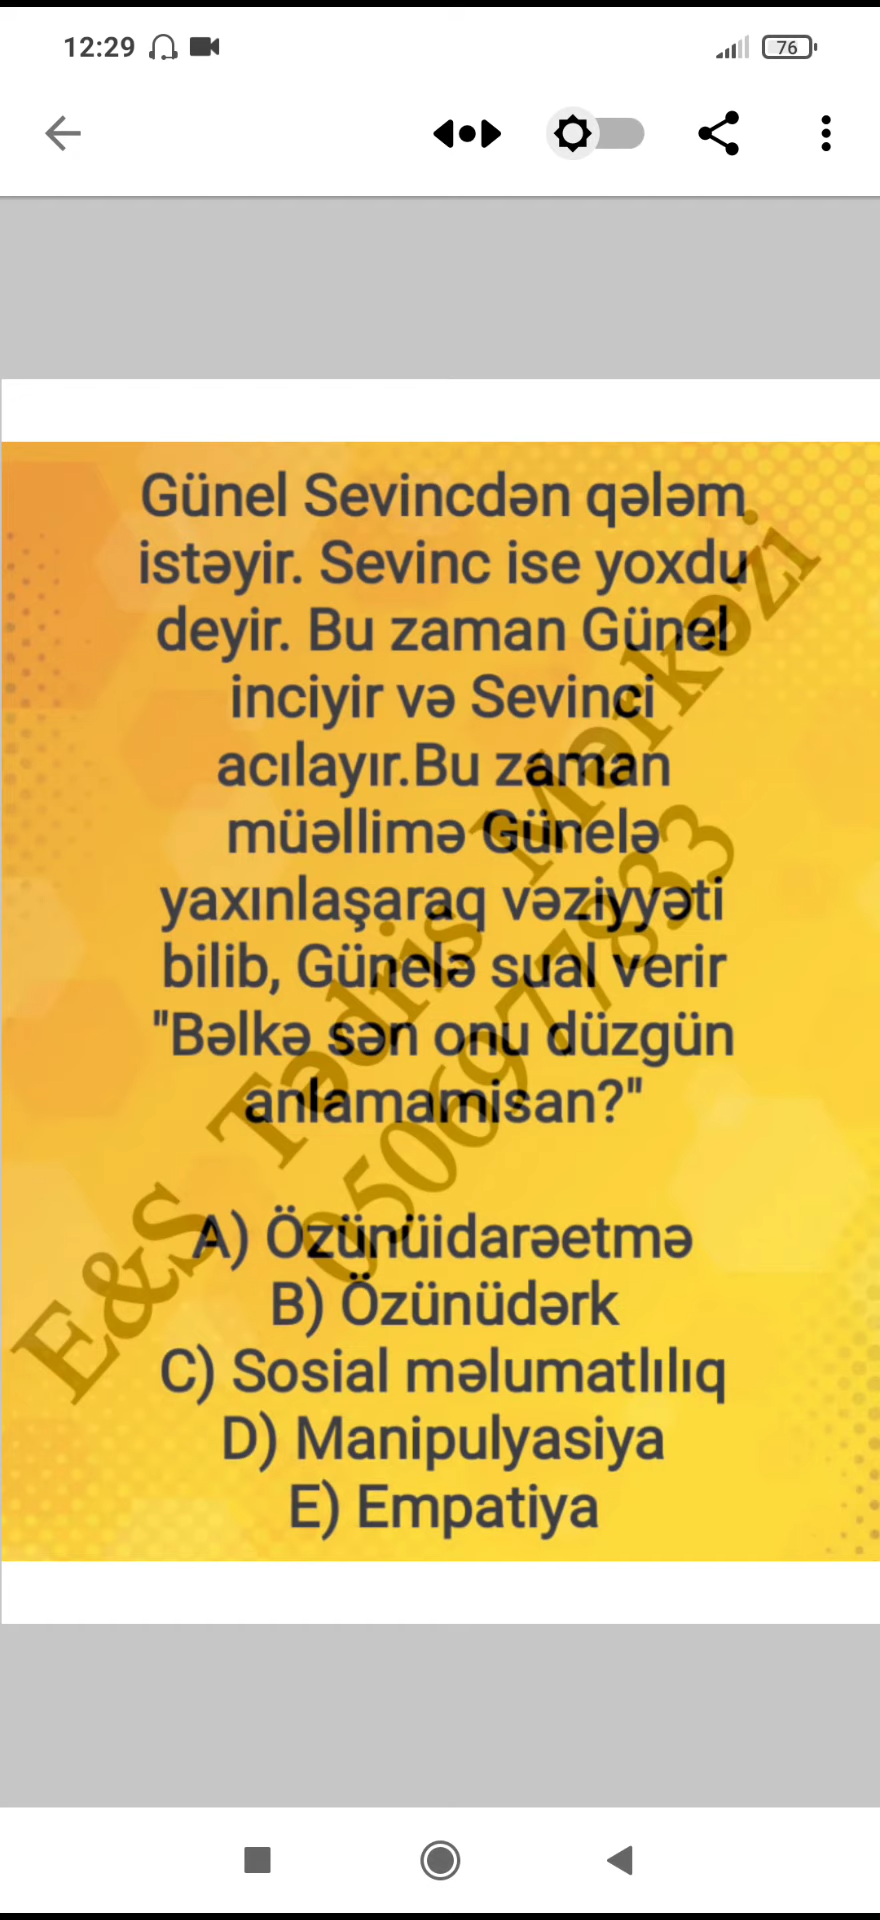 12:29
76
Günel Sevincdən qələm
istəyir. Sevinc ise yoxdu
deyir. Bu zaman Günel
inciyir və Sevinci
acılayır.Bu zaman
müəllimə Günelə
yaxınlaşaraq vəziyyəti
bilib, Günelə sual verir
"Bəlkə sən onu düzgün
anlamamisan?"
A) Özünüidarəetmə
B) Özünüdərk
C) Sosial məlumatlılıq
D) Manipulyasiya
E) Empatiya
E&S Tədris Mərkəzi
0506977833